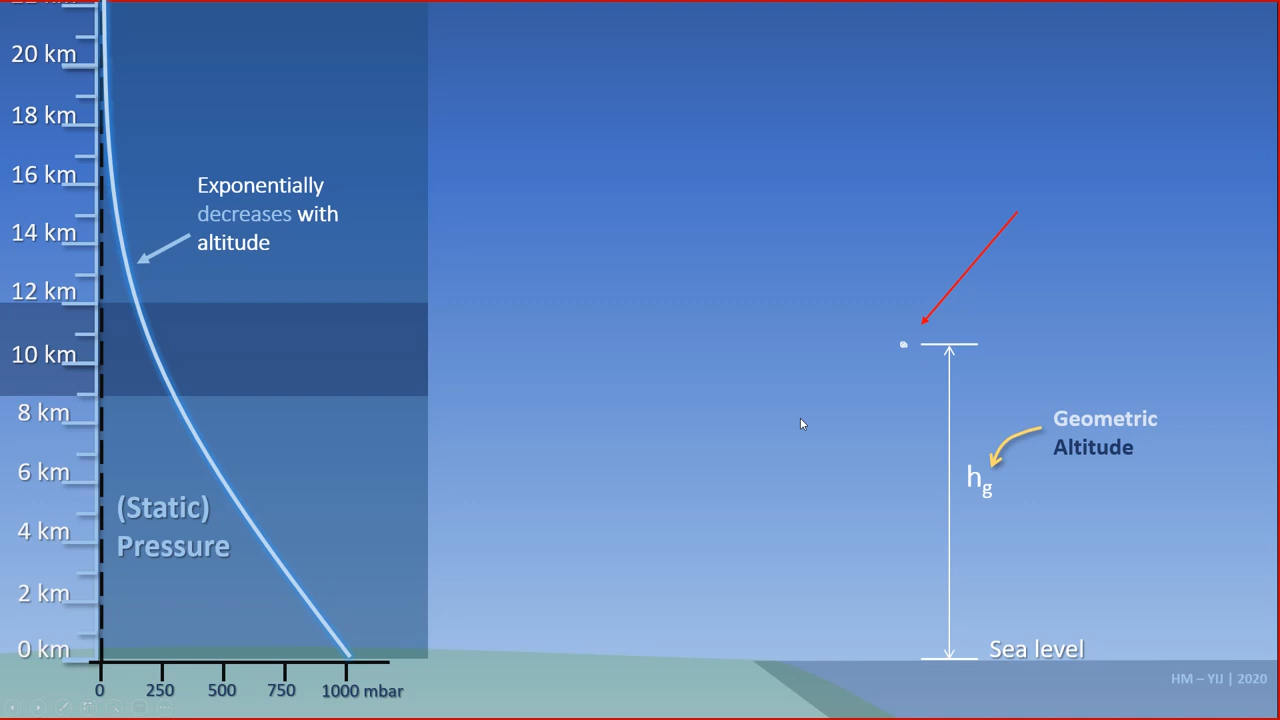 20 km
18 km
16 km
14 km
12 km
10 km
8 km
6 km
4 km
2 km
0 km
Exponentially
decreases with
altitude
(Static)
Pressure
0
250
500
750
1000 mbar
Geometric
Altitude
hg
Sea level
HM – YIJ | 2020